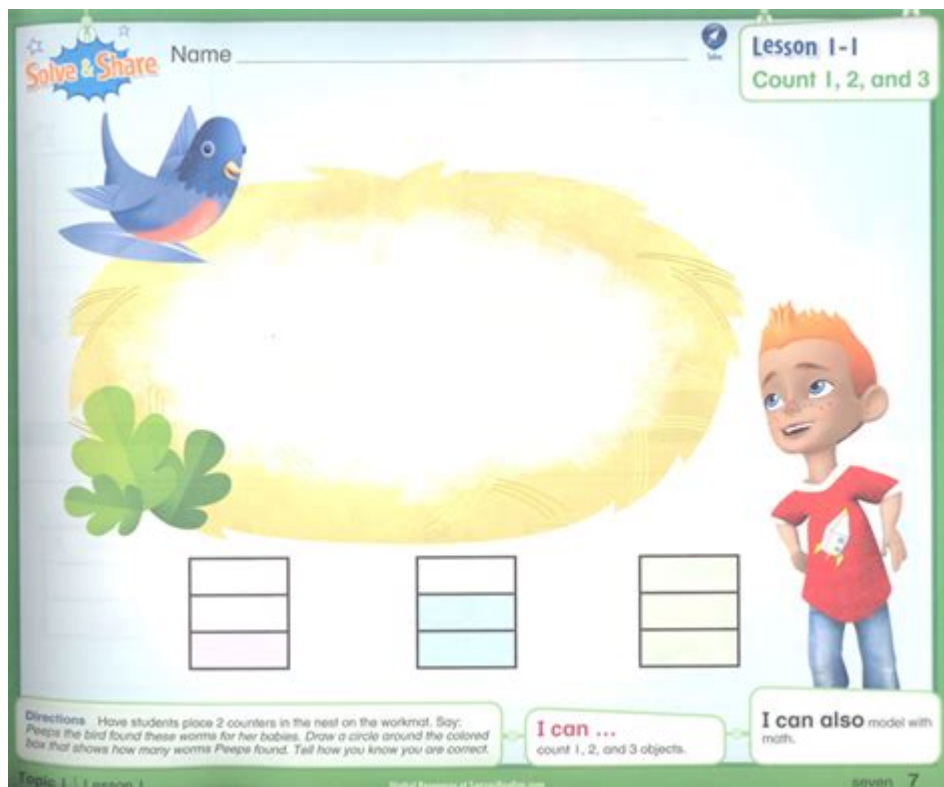 Solve & Share
Name
Solve
Lesson 1-1
Count 1, 2, and 3
Directions Have students place 2 counters in the nest on the workmat. Say:
Peeps the bird found these worms for her babies. Draw a circle around the colored
box that shows how many worms Peeps found. Tell how you know you are correct.
I can ...
count 1, 2, and 3 objects.
I can also model with
math.
Topic 1 | Lesson 1
seven 7